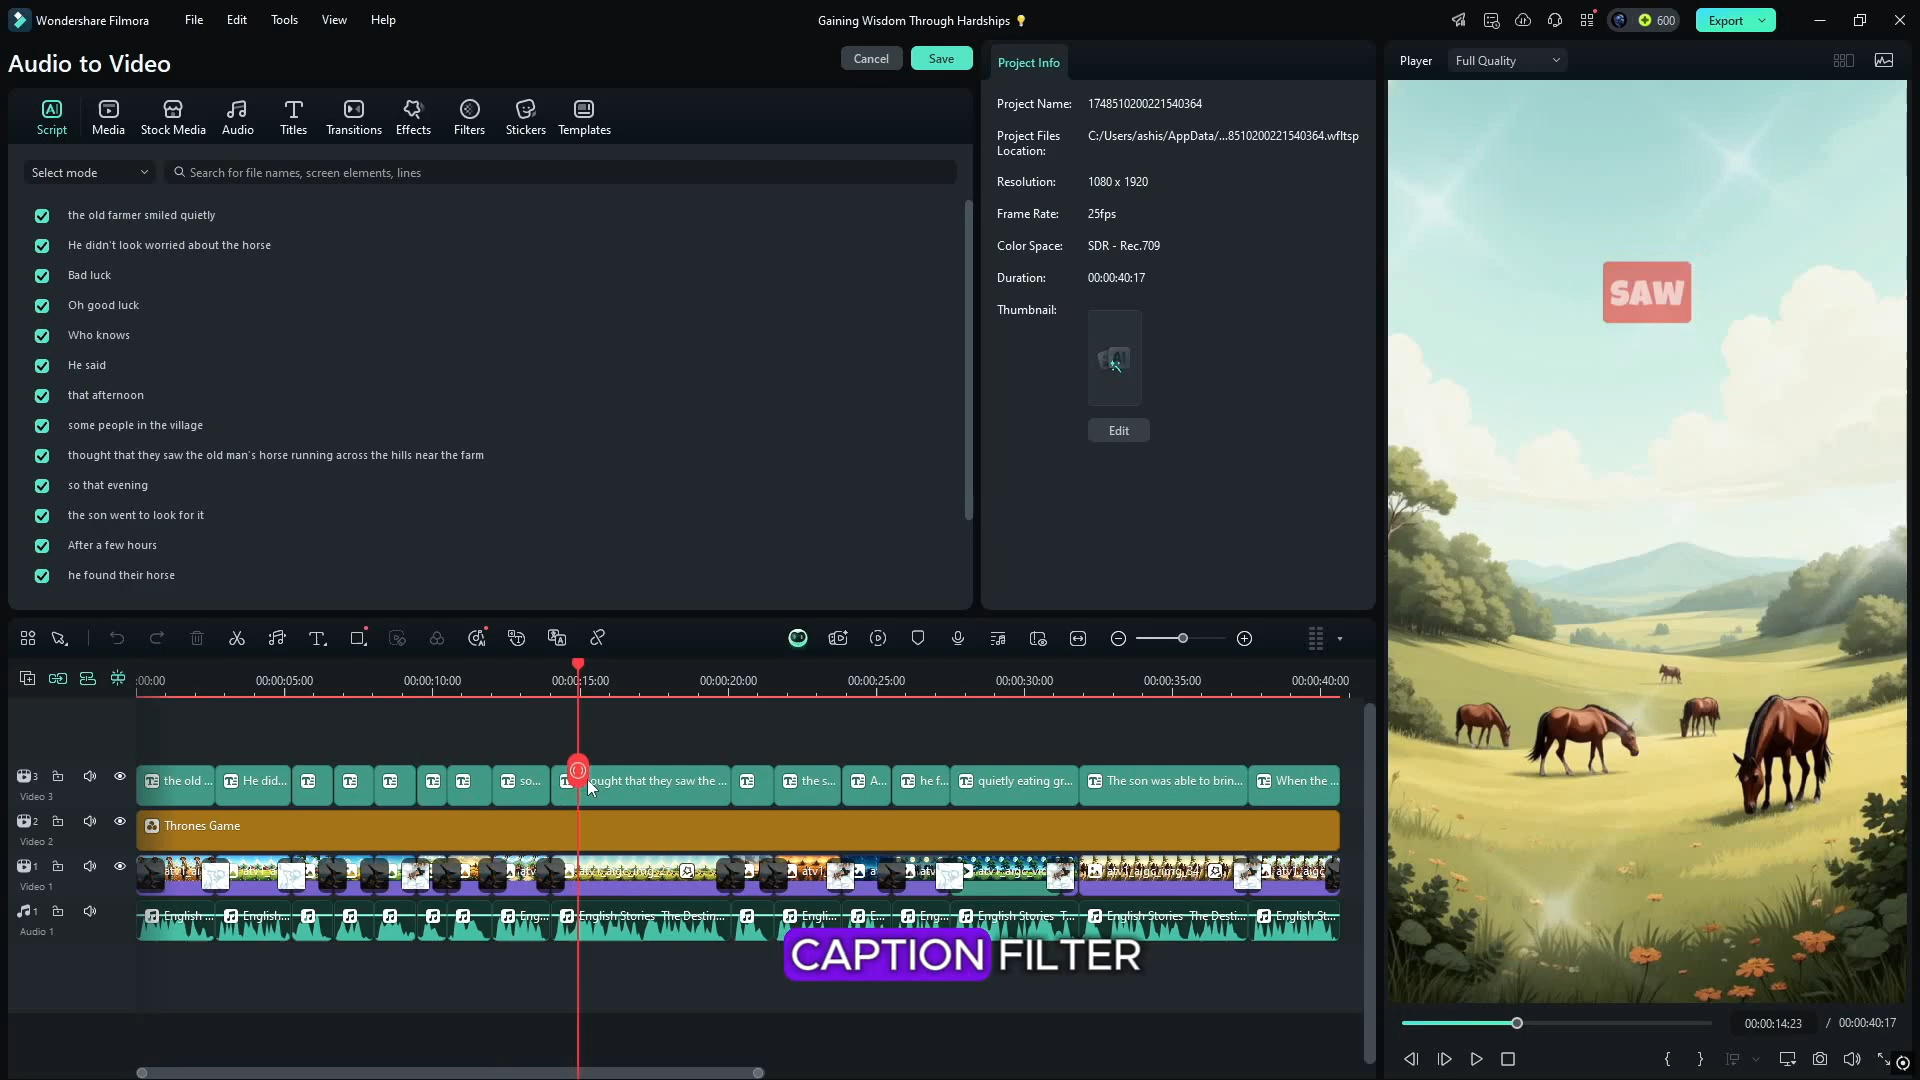 Wondershare Filmora
File
Edit
Tools
View
Help
Gaining Wisdom Through Hardships
600
Export
Audio to Video
Cancel
Save
Project Info
Player
Full Quality
Script
Media
Stock Media
Audio
Titles
Transitions
Effects
Filters
Stickers
Templates
Select mode
Search for file names, screen elements, lines
the old farmer smiled quietly
He didn't look worried about the horse
Bad luck
Oh good luck
Who knows
He said
that afternoon
some people in the village
thought that they saw the old man's horse running across the hills near the farm
so that evening
the son went to look for it
After a few hours
he found their horse
Project Name: 1748510200221540364
Project Files Location: C:/Users/ashis/AppData/...8510200221540364.wfltsp
Resolution: 1080 x 1920
Frame Rate: 25fps
Color Space: SDR - Rec.709
Duration: 00:00:40:17
Thumbnail:
Edit
SAW
:00:00
00:00:05:00
00:00:10:00
00:00:15:00
00:00:20:00
00:00:25:00
00:00:30:00
00:00:35:00
00:00:40:00
3
Video 3
the old ...
He did...
so...
ought that they saw the ...
the s...
A...
he f...
quietly eating gr...
The son was able to brin...
When the ...
2
Video 2
Thrones Game
1
Video 1
1
Audio 1
English ...
English...
Eng...
English Stories The Destin...
Engli...
E...
Eng...
English Stories T...
English Stories The Desti...
English St...
CAPTION FILTER
00:00:14:23 / 00:00:40:17